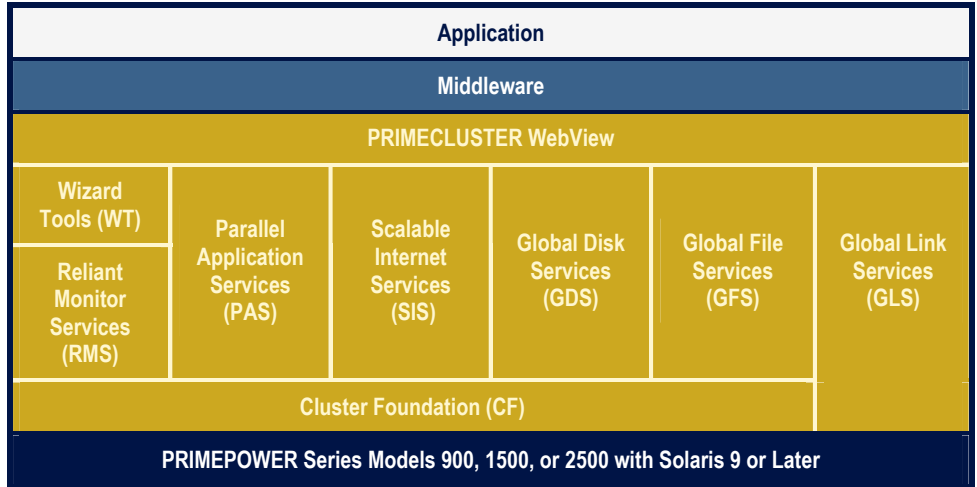 Application
Middleware
PRIMECLUSTER WebView
Wizard
Tools (WT)
Reliant
Monitor
Services
(RMS)
Parallel
Application
Services
(PAS)
Scalable
Internet
Services
(SIS)
Global Disk
Services
(GDS)
Global File
Services
(GFS)
Global Link
Services
(GLS)
Cluster Foundation (CF)
PRIMEPOWER Series Models 900, 1500, or 2500 with Solaris 9 or Later